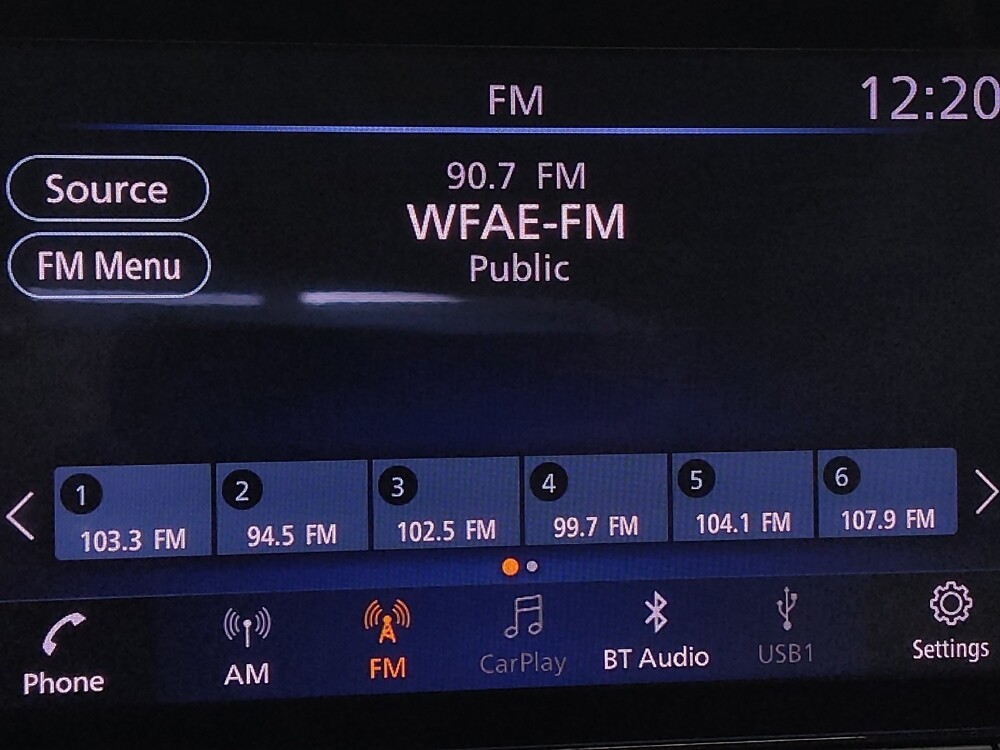 FM
12:20
Source
90.7 FM
WFAE-FM
FM Menu
Public
1 2 3 4 5 6
103.3 FM 94.5 FM 102.5 FM 99.7 FM 104.1 FM 107.9 FM
Phone AM FM CarPlay BT Audio USB1 Settings